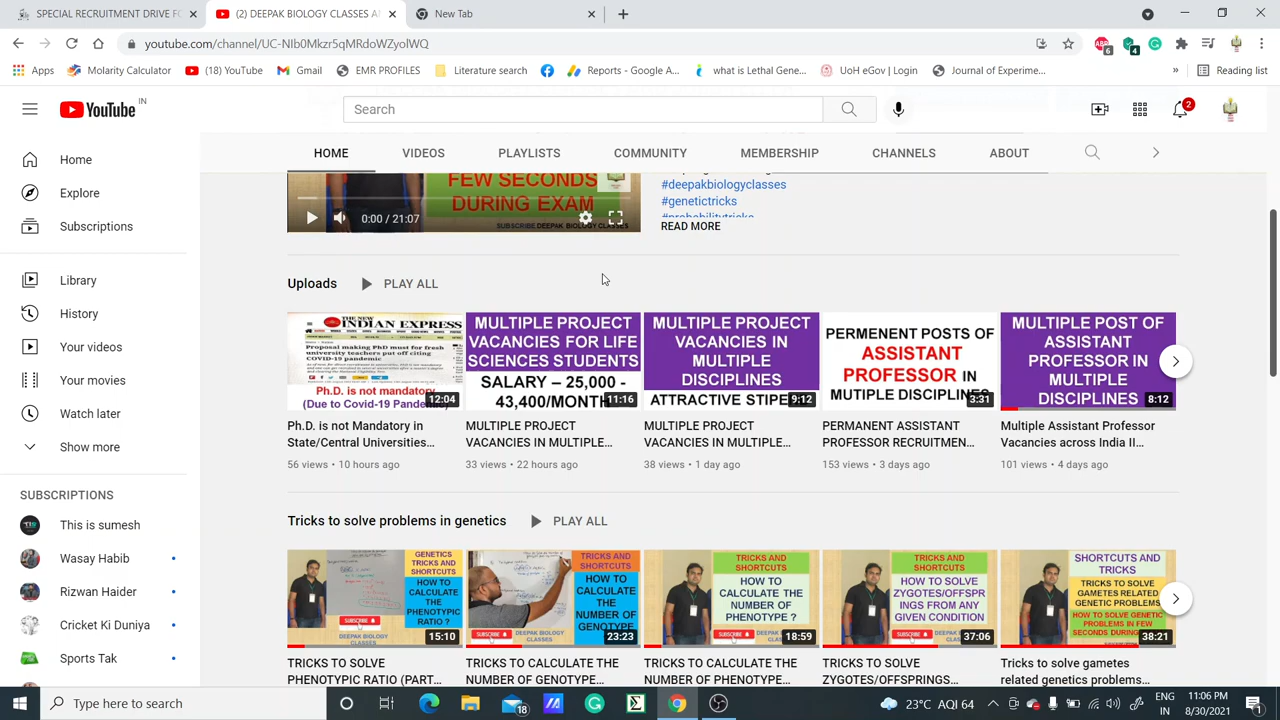 SPECIAL RECRUITMENT DRIVE FO
(2) DEEPAK BIOLOGY CLASSES A
New Tab
youtube.com/channel/UC-NIb0Mkzr5qMRdoWZyolWQ
6
4
Apps
Molarity Calculator
(18) YouTube
Gmail
EMR PROFILES
Literature search
Reports - Google A...
what is Lethal Gene...
UoH eGov | Login
Journal of Experime...
»
Reading list
YouTube IN
Search
2
HOME
VIDEOS
PLAYLISTS
COMMUNITY
MEMBERSHIP
CHANNELS
ABOUT
Home
Explore
Subscriptions
Library
History
Your videos
Your movies
Watch later
Show more
SUBSCRIPTIONS
This is sumesh
Wasay Habib
Rizwan Haider
Cricket Ki Duniya
Sports Tak
FEW SECONDS
DURING EXAM
0:00 / 21:07
SUBSCRIBE DEEPAK BIOLOGY CLASSES
#deepakbiologyclasses
#genetictricks
#probabilitytricks
READ MORE
Uploads
PLAY ALL
THE NEW
INDIAN EXPRESS
Proposal making PhD must for fresh
university teachers put off citing
COVID-19 pandemic
Ph.D. is not mandatory
(Due to Covid-19 Pandemic)
12:04
Ph.D. is not Mandatory in
State/Central Universities...
56 views • 10 hours ago
MULTIPLE PROJECT
VACANCIES FOR LIFE
SCIENCES STUDENTS
SALARY – 25,000 -
43,400/MONTH
11:16
MULTIPLE PROJECT
VACANCIES IN MULTIPLE...
33 views • 22 hours ago
MULTIPLE PROJECT
VACANCIES IN
MULTIPLE
DISCIPLINES
ATTRACTIVE STIPE
9:12
MULTIPLE PROJECT
VACANCIES IN MULTIPLE...
38 views • 1 day ago
PERMENENT POSTS OF
ASSISTANT
PROFESSOR IN
MUTIPLE DISCIPLINES
3:31
PERMANENT ASSISTANT
PROFESSOR RECRUITMEN...
153 views • 3 days ago
MULTIPLE POST OF
ASSISTANT
PROFESSOR IN
MULTIPLE
DISCIPLINES
8:12
Multiple Assistant Professor
Vacancies across India II...
101 views • 4 days ago
Tricks to solve problems in genetics
PLAY ALL
GENETICS
TRICKS AND
SHORTCUTS
HOW TO
CALCULATE
THE
PHENOTYPIC
RATIO ?
SUBSCRIBE
DEEPAK BIOLOGY
CLASSES
15:10
TRICKS TO SOLVE
PHENOTYPIC RATIO (PART...
TRICKS AND
SHORTCUTS
HOW TO
CALCULATE
THE
NUMBER OF
GENOTYPE
SUBSCRIBE
DEEPAK BIOLOGY
CLASSES
23:23
TRICKS TO CALCULATE THE
NUMBER OF GENOTYPE...
TRICKS AND
SHORTCUTS
HOW TO
CALCULATE THE
NUMBER OF
PHENOTYPE ?
SUBSCRIBE
DEEPAK BIOLOGY
CLASSES
18:59
TRICKS TO CALCULATE THE
NUMBER OF PHENOTYPE...
TRICKS AND
SHORTCUTS
HOW TO SOLVE
ZYGOTES/OFFSPR
INGS FROM ANY
GIVEN CONDITION
SUBSCRIBE
DEEPAK BIOLOGY
CLASSES
37:06
TRICKS TO SOLVE
ZYGOTES/OFFSPRINGS...
SHORTCUTS AND
TRICKS
TRICKS TO SOLVE
GAMETES RELATED
GENETIC PROBLEMS
HOW TO SOLVE GENETIC
PROBLEMS IN FEW
SECONDS DURING
SUBSCRIBE
38:21
Tricks to solve gametes
related genetics problems...
Type here to search
18
23°C AQI 64
ENG
IN
11:06 PM
8/30/2021
1